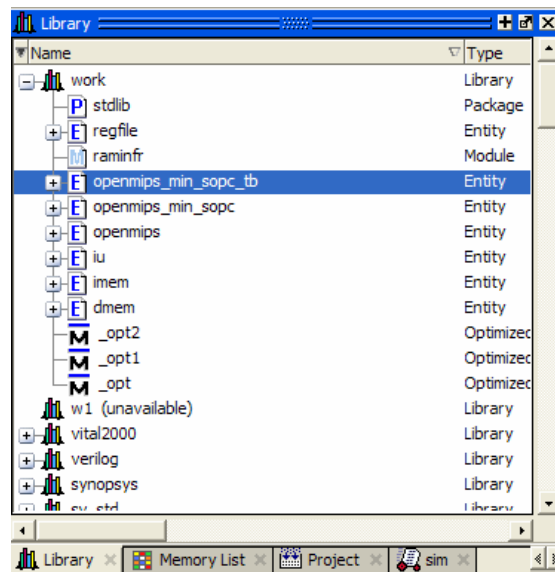 Library
Name Type
work Library
P stdlib Package
E regfile Entity
M raminfr Module
E openmips_min_sopc_tb Entity
E openmips_min_sopc Entity
E openmips Entity
E iu Entity
E imem Entity
E dmem Entity
M _opt2 Optimized
M _opt1 Optimized
M _opt Optimized
w1 (unavailable) Library
vital2000 Library
verilog Library
synopsys Library
sv_std Library
Library Memory List Project sim